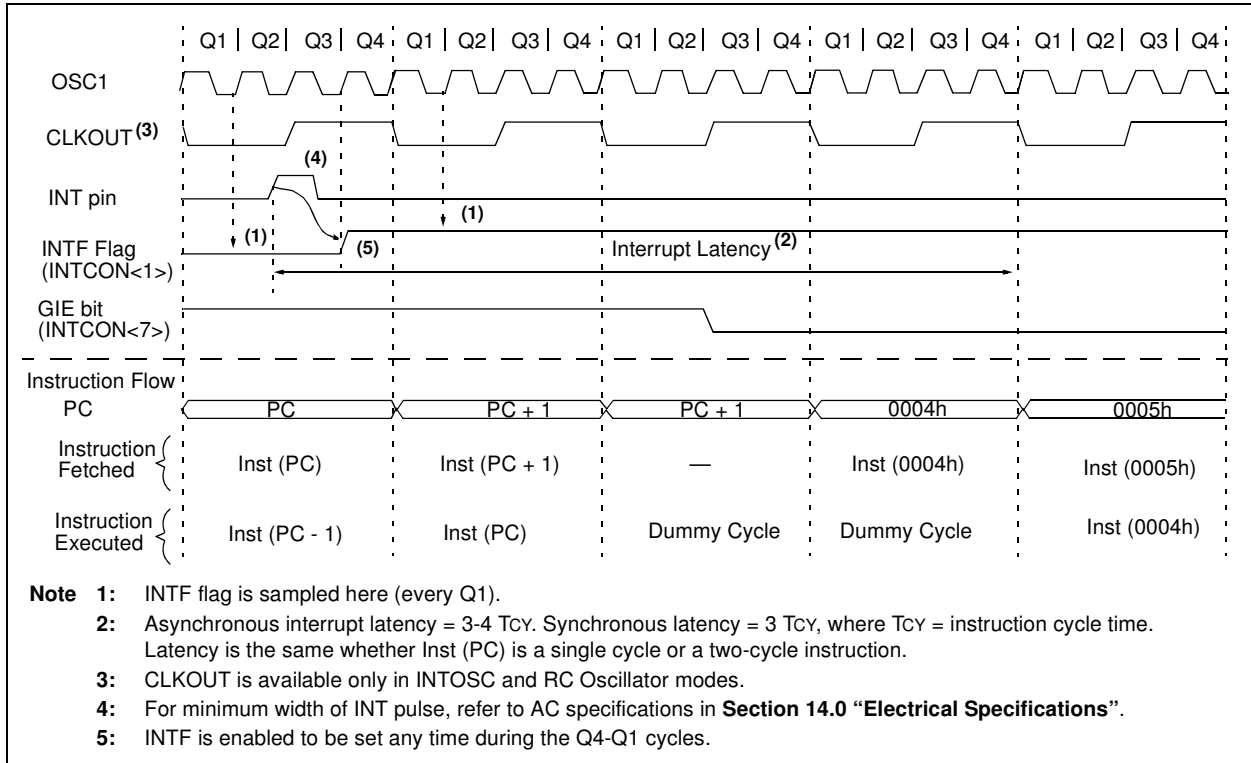 Q1 | Q2 | Q3 | Q4 Q1 | Q2 | Q3 | Q4 Q1 | Q2 | Q3 | Q4 Q1 | Q2 | Q3 | Q4 Q1 | Q2 | Q3 | Q4
OSC1
CLKOUT(3)
(4)
INT pin
(1)
(1)
INTF Flag
(INTCON<1>)
(5)
Interrupt Latency(2)
GIE bit
(INTCON<7>)
Instruction Flow
PC PC PC + 1 PC + 1 0004h 0005h
Instruction
Fetched
Inst (PC) Inst (PC + 1) — Inst (0004h) Inst (0005h)
Instruction
Executed
Inst (PC - 1) Inst (PC) Dummy Cycle Dummy Cycle Inst (0004h)
Note 1: INTF flag is sampled here (every Q1).
2: Asynchronous interrupt latency = 3-4 TCY. Synchronous latency = 3 TCY, where TCY = instruction cycle time.
Latency is the same whether Inst (PC) is a single cycle or a two-cycle instruction.
3: CLKOUT is available only in INTOSC and RC Oscillator modes.
4: For minimum width of INT pulse, refer to AC specifications in Section 14.0 “Electrical Specifications”.
5: INTF is enabled to be set any time during the Q4-Q1 cycles.